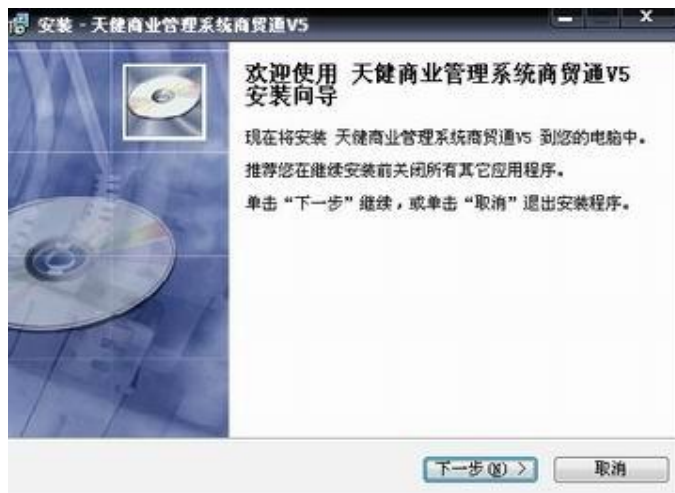 安装 - 天健商业管理系统商贸通V5
欢迎使用 天健商业管理系统商贸通V5
安装向导
现在将安装 天健商业管理系统商贸通V5 到您的电脑中。
推荐您在继续安装前关闭所有其它应用程序。
单击“下一步”继续，或单击“取消”退出安装程序。
下一步(N) >
取消